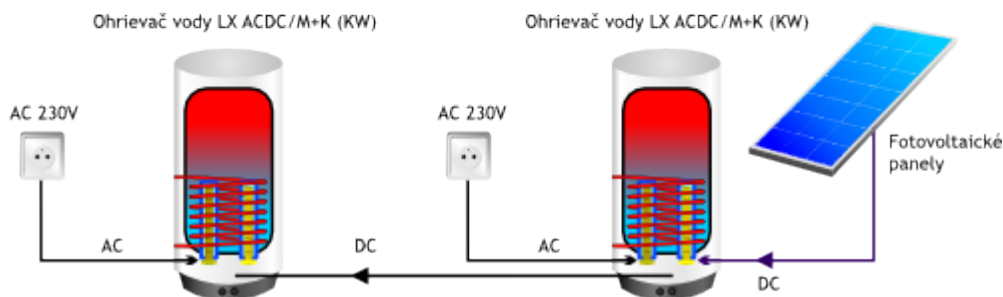 Ohrievač vody LX ACDC/M+K (KW)
Ohrievač vody LX ACDC/M+K (KW)
AC 230V
AC 230V
Fotovoltaické
panely
AC
DC
AC
DC